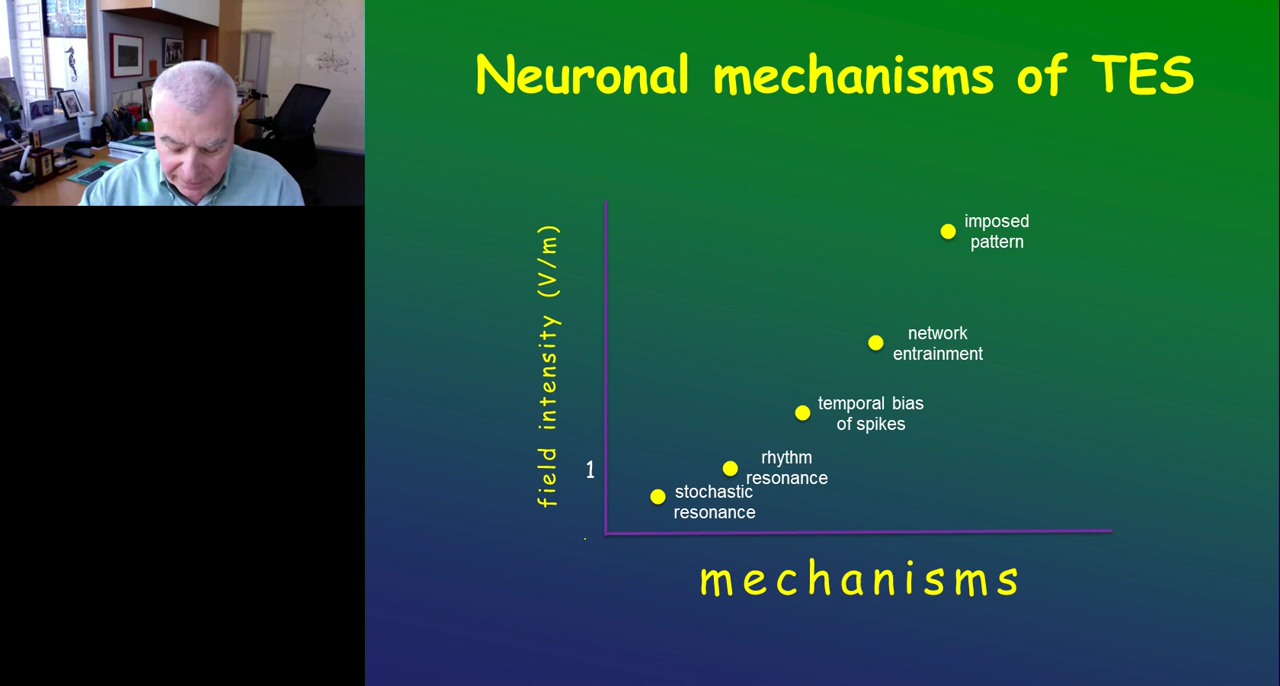 Neuronal mechanisms of TES
field intensity (V/m)
1
imposed
pattern
network
entrainment
temporal bias
of spikes
rhythm
resonance
stochastic
resonance
mechanisms